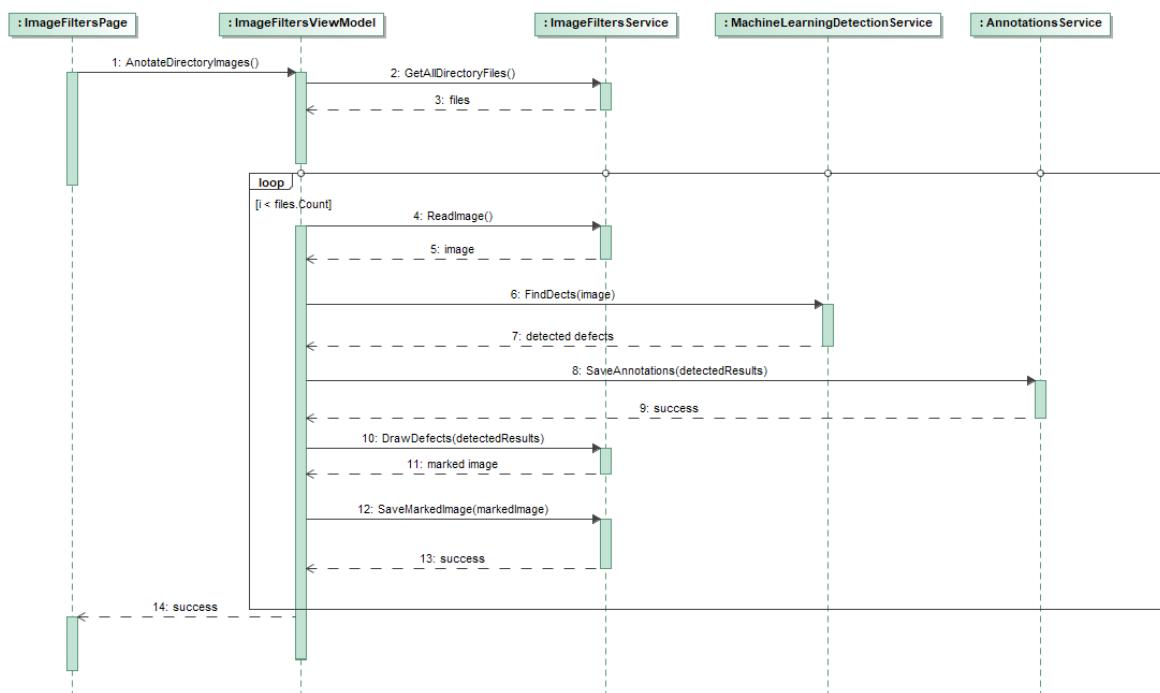 : ImageFiltersPage
: ImageFiltersViewModel
: ImageFiltersService
: MachineLearningDetectionService
: AnnotationsService
1: AnotateDirectoryImages()
2: GetAllDirectoryFiles()
3: files
loop
[i < files.Count]
4: ReadImage()
5: image
6: FindDects(image)
7: detected defects
8: SaveAnnotations(detectedResults)
9: success
10: DrawDefects(detectedResults)
11: marked image
12: SaveMarkedImage(markedImage)
13: success
14: success